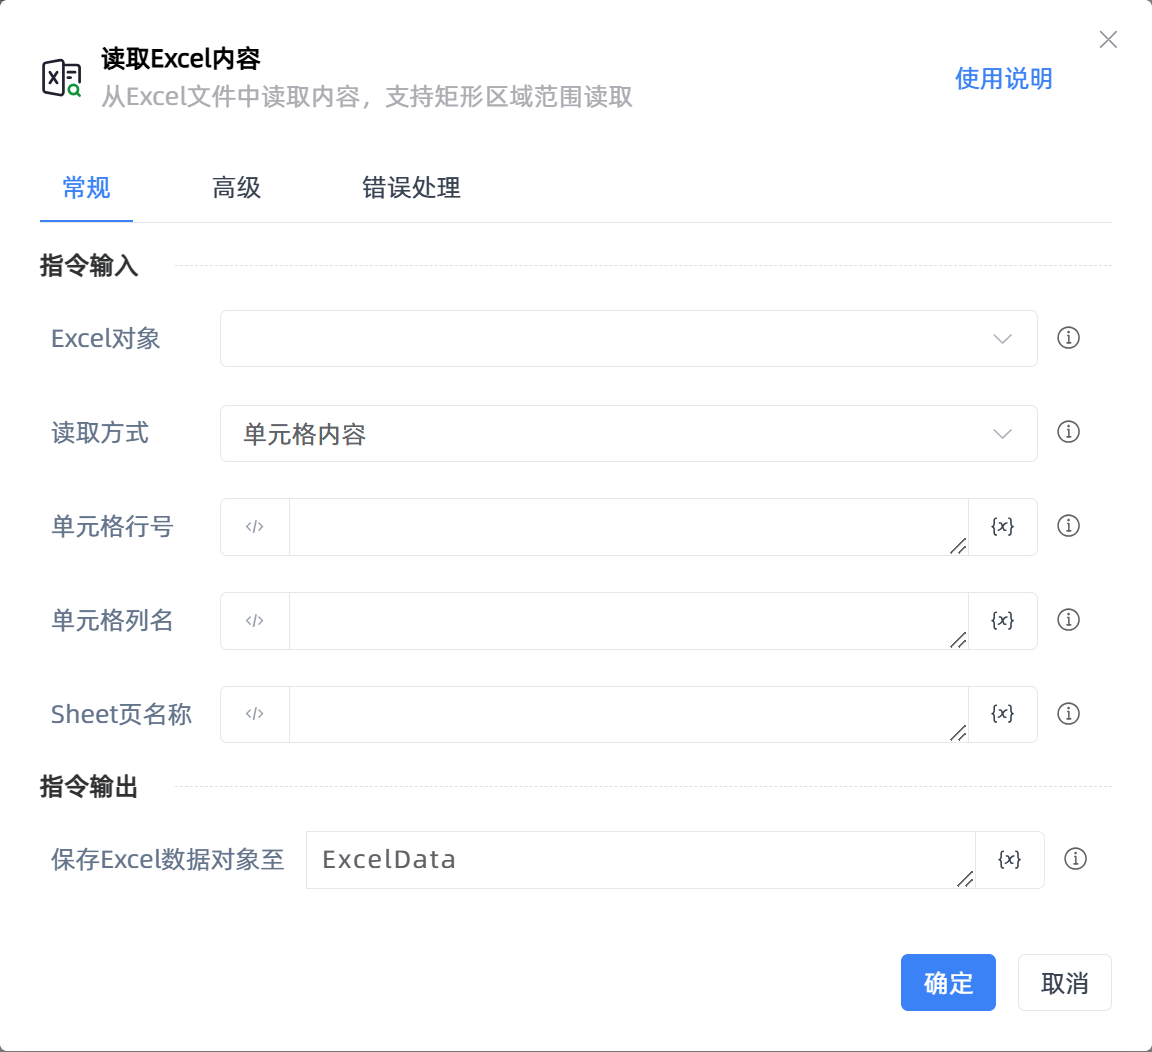 读取Excel内容
从Excel文件中读取内容，支持矩形区域范围读取
使用说明
常规 高级 错误处理
指令输入
Excel对象
读取方式 单元格内容
单元格行号 </> {x}
单元格列名 </> {x}
Sheet页名称 </> {x}
指令输出
保存Excel数据对象至 ExcelData {x}
确定 取消